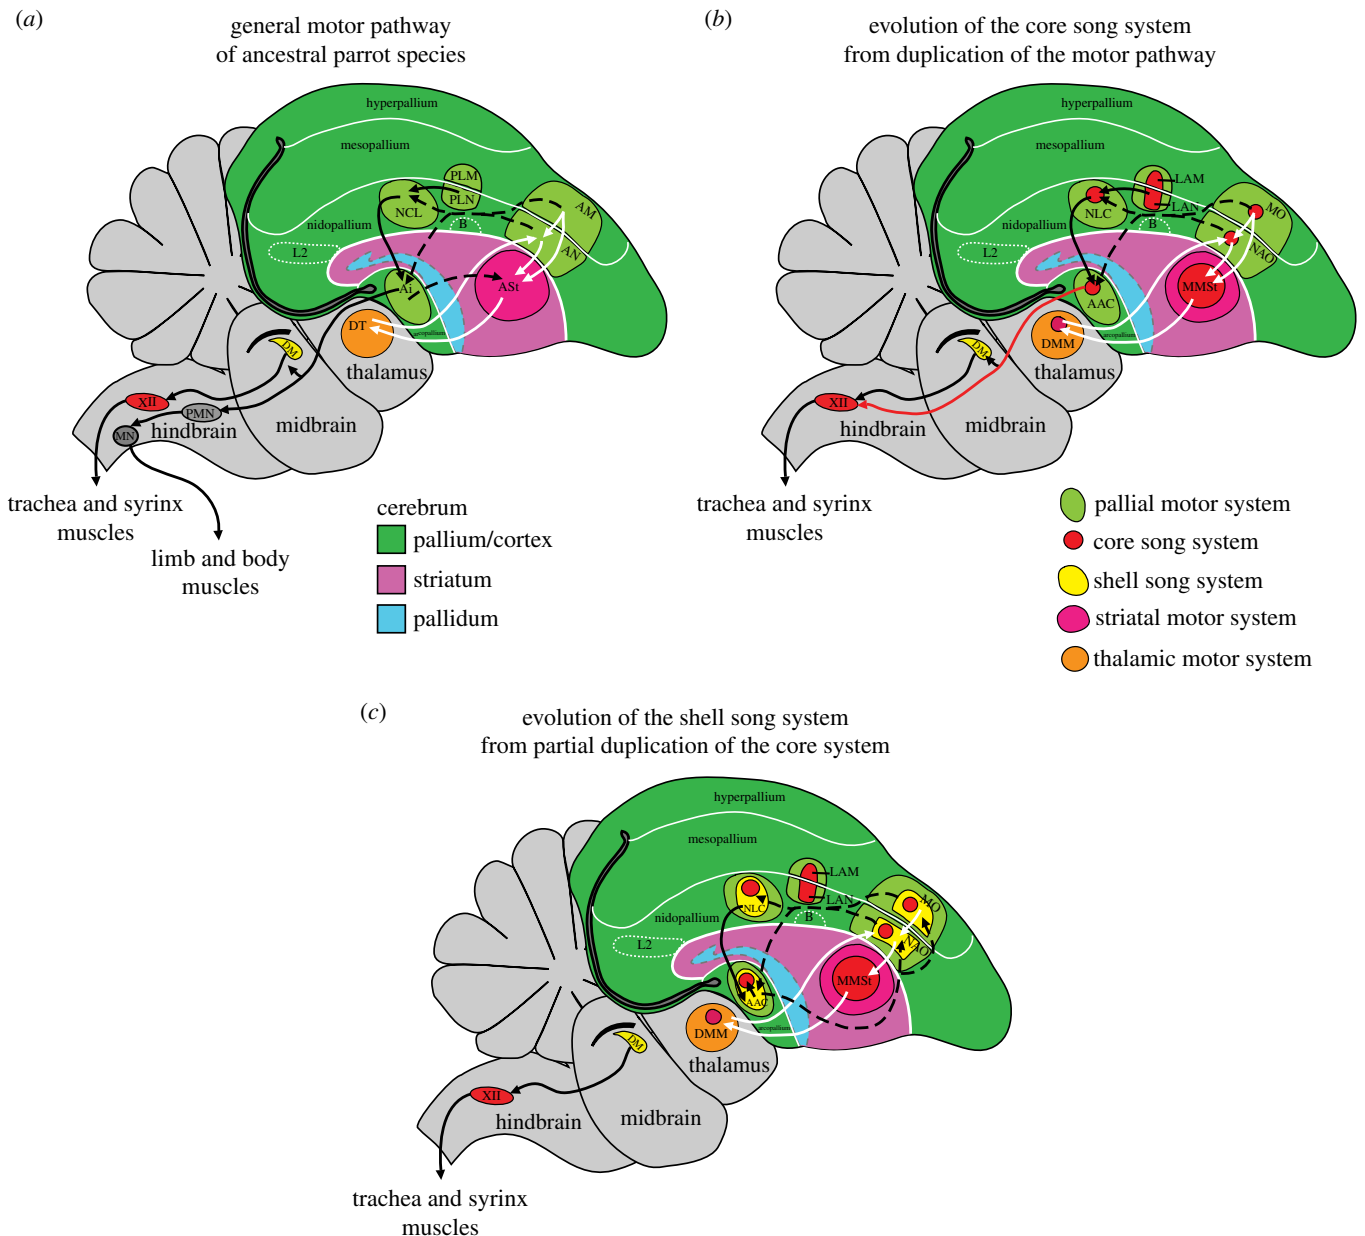 (a)
general motor pathway
of ancestral parrot species
hyperpallium
mesopallium
PLM
PLN
NCL
AM
AN
nidopallium
B
L2
Ai
ASt
DT
arcopallium
thalamus
DM
XII
PMN
MN
hindbrain
midbrain
trachea and syrinx
muscles
limb and body
muscles
cerebrum
pallium/cortex
striatum
pallidum
(b)
evolution of the core song system
from duplication of the motor pathway
hyperpallium
mesopallium
LAM
LAN
NLC
MO
NAO
nidopallium
B
L2
AAC
MMSt
DMM
arcopallium
thalamus
DM
XII
hindbrain
midbrain
trachea and syrinx
muscles
pallial motor system
core song system
shell song system
striatal motor system
thalamic motor system
(c)
evolution of the shell song system
from partial duplication of the core system
hyperpallium
mesopallium
LAM
LAN
NLC
MO
NAO
nidopallium
B
L2
AAC
MMSt
DMM
arcopallium
thalamus
DM
XII
hindbrain
midbrain
trachea and syrinx
muscles